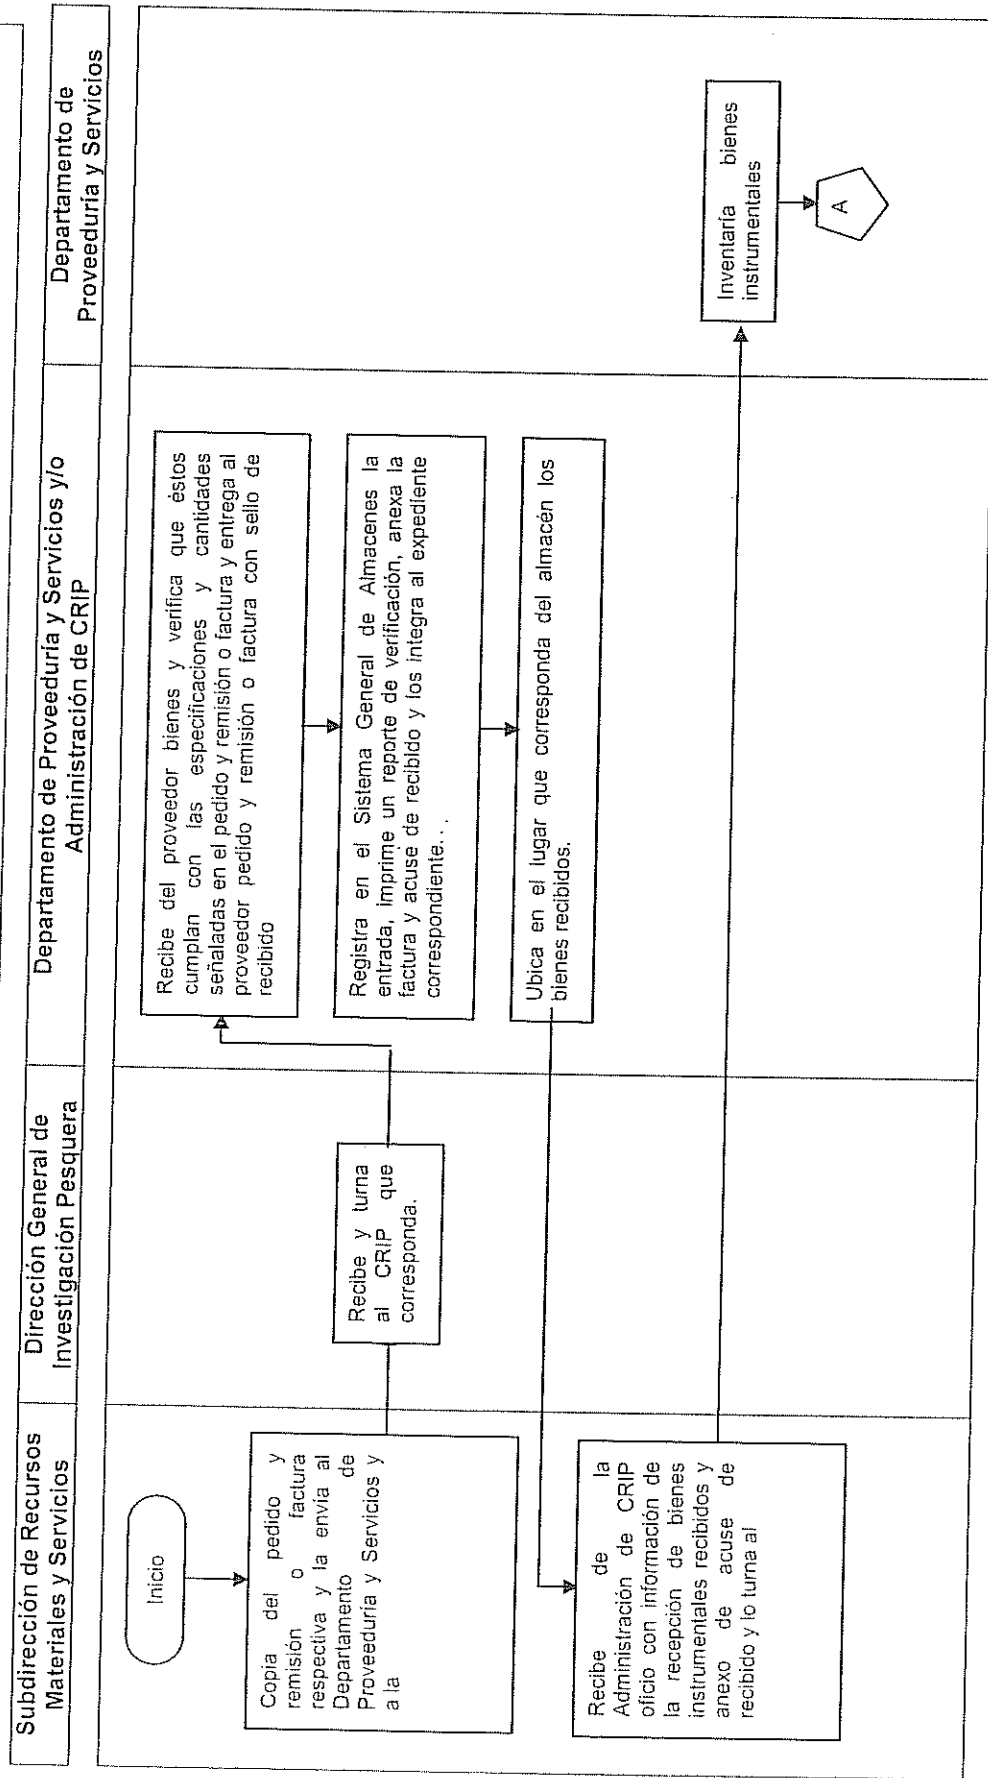 Subdirección de Recursos
Materiales y Servicios
Dirección General de
Investigación Pesquera
Departamento de Proveeduría y Servicios y/o
Administración de CRIP
Departamento de
Proveeduría y Servicios
Inicio
Copia del pedido y
remisión o factura
respectiva y la envía al
Departamento de
Proveeduría y Servicios y
a la
Recibe y turna
al CRIP que
corresponda.
Recibe del proveedor bienes y verifica que éstos
cumplan con las especificaciones y cantidades
señaladas en el pedido y remisión o factura y entrega al
proveedor pedido y remisión o factura con sello de
recibido
Registra en el Sistema General de Almacenes la
entrada, imprime un reporte de verificación, anexa la
factura y acuse de recibido y los integra al expediente
correspondiente...
Ubica en el lugar que corresponda del almacén los
bienes recibidos.
Recibe de la
Administración de CRIP
oficio con información de
la recepción de bienes
instrumentales recibidos y
anexo de acuse de
recibido y lo turna al
Inventaría bienes
instrumentales
A